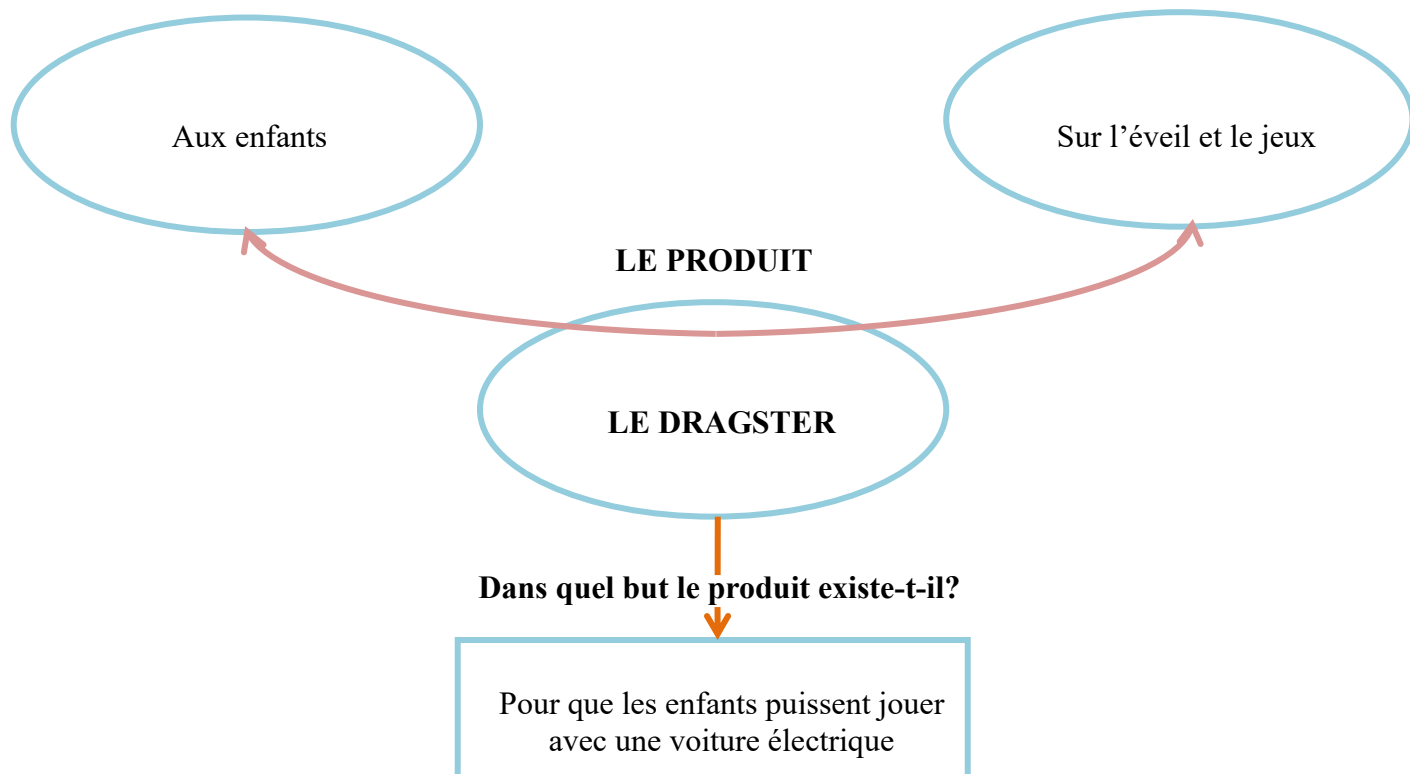 Aux enfants
Sur l’éveil et le jeux
LE PRODUIT
LE DRAGSTER
Dans quel but le produit existe-t-il?
Pour que les enfants puissent jouer
avec une voiture électrique